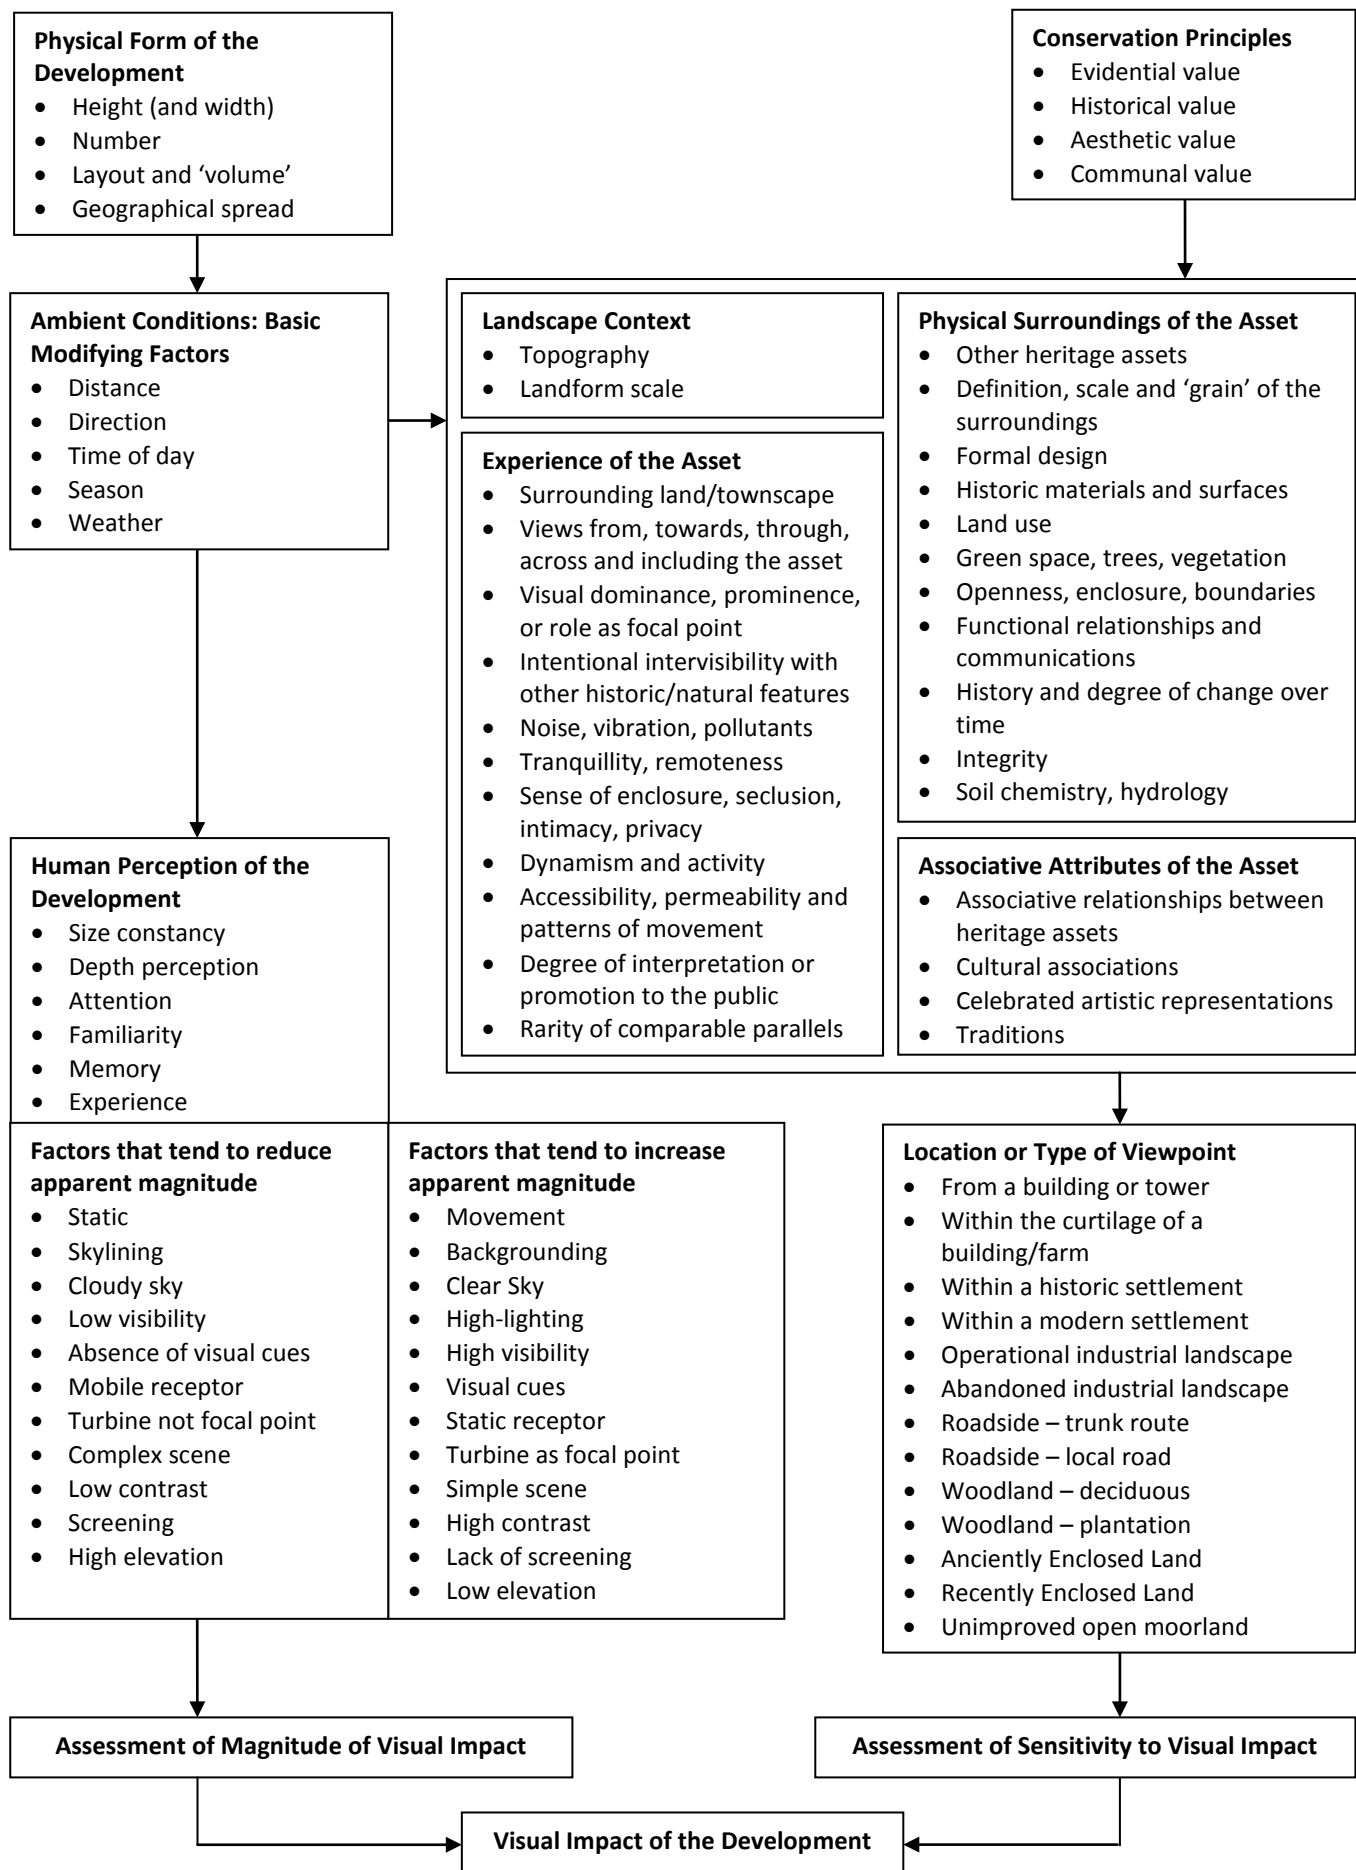 Physical Form of the
Development
• Height (and width)
• Number
• Layout and ‘volume’
• Geographical spread
Conservation Principles
• Evidential value
• Historical value
• Aesthetic value
• Communal value
Ambient Conditions: Basic
Modifying Factors
• Distance
• Direction
• Time of day
• Season
• Weather
Landscape Context
• Topography
• Landform scale
Experience of the Asset
• Surrounding land/townscape
• Views from, towards, through,
across and including the asset
• Visual dominance, prominence,
or role as focal point
• Intentional intervisibility with
other historic/natural features
• Noise, vibration, pollutants
• Tranquillity, remoteness
• Sense of enclosure, seclusion,
intimacy, privacy
• Dynamism and activity
• Accessibility, permeability and
patterns of movement
• Degree of interpretation or
promotion to the public
• Rarity of comparable parallels
Physical Surroundings of the Asset
• Other heritage assets
• Definition, scale and ‘grain’ of the
surroundings
• Formal design
• Historic materials and surfaces
• Land use
• Green space, trees, vegetation
• Openness, enclosure, boundaries
• Functional relationships and
communications
• History and degree of change over
time
• Integrity
• Soil chemistry, hydrology
Associative Attributes of the Asset
• Associative relationships between
heritage assets
• Cultural associations
• Celebrated artistic representations
• Traditions
Human Perception of the
Development
• Size constancy
• Depth perception
• Attention
• Familiarity
• Memory
• Experience
Factors that tend to reduce
apparent magnitude
• Static
• Skylining
• Cloudy sky
• Low visibility
• Absence of visual cues
• Mobile receptor
• Turbine not focal point
• Complex scene
• Low contrast
• Screening
• High elevation
Factors that tend to increase
apparent magnitude
• Movement
• Backgrounding
• Clear Sky
• High-lighting
• High visibility
• Visual cues
• Static receptor
• Turbine as focal point
• Simple scene
• High contrast
• Lack of screening
• Low elevation
Location or Type of Viewpoint
• From a building or tower
• Within the curtilage of a
building/farm
• Within a historic settlement
• Within a modern settlement
• Operational industrial landscape
• Abandoned industrial landscape
• Roadside – trunk route
• Roadside – local road
• Woodland – deciduous
• Woodland – plantation
• Anciently Enclosed Land
• Recently Enclosed Land
• Unimproved open moorland
Assessment of Magnitude of Visual Impact
Assessment of Sensitivity to Visual Impact
Visual Impact of the Development